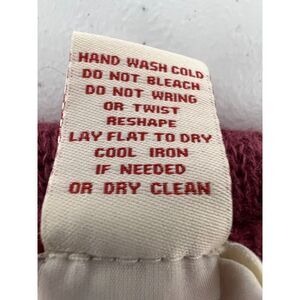 HAND WASH COLD
DO NOT BLEACH
DO NOT WRING
OR TWIST
RESHAPE
LAY FLAT TO DRY
COOL IRON
IF NEEDED
OR DRY CLEAN